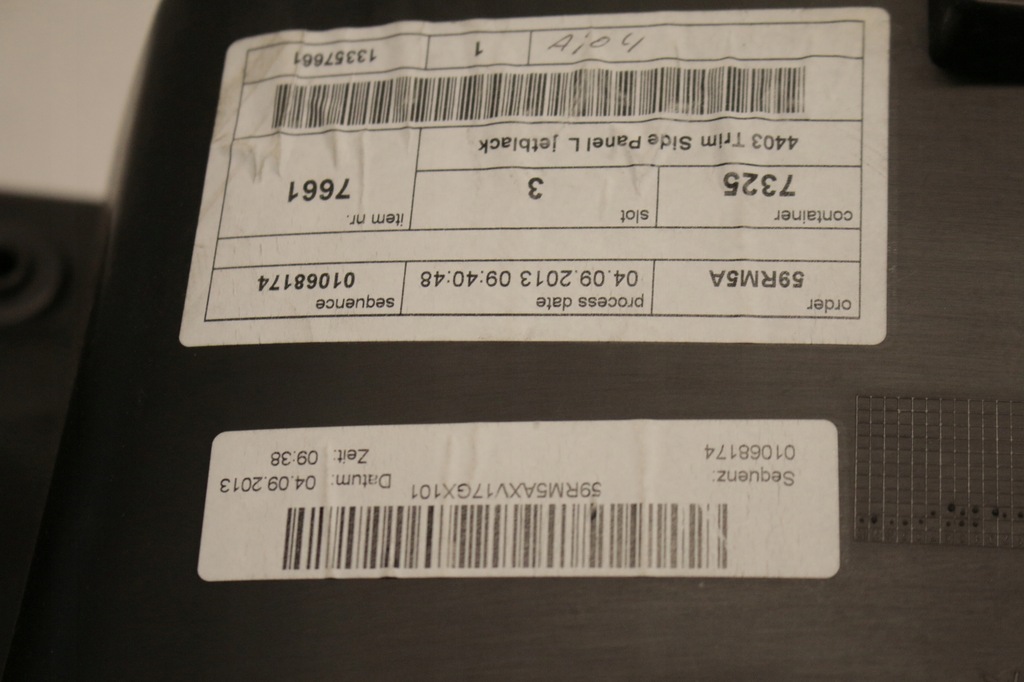 order 59RM5A process date 04.09.2013 09:40:48 sequence 01068174
container 7325 slot 3 item nr. 7661
4403 Trim Side Panel L jetblack
1 13357661
59RM5AXV17GX101
Sequenz: 01068174
Datum: 04.09.2013
Zeit: 09:38